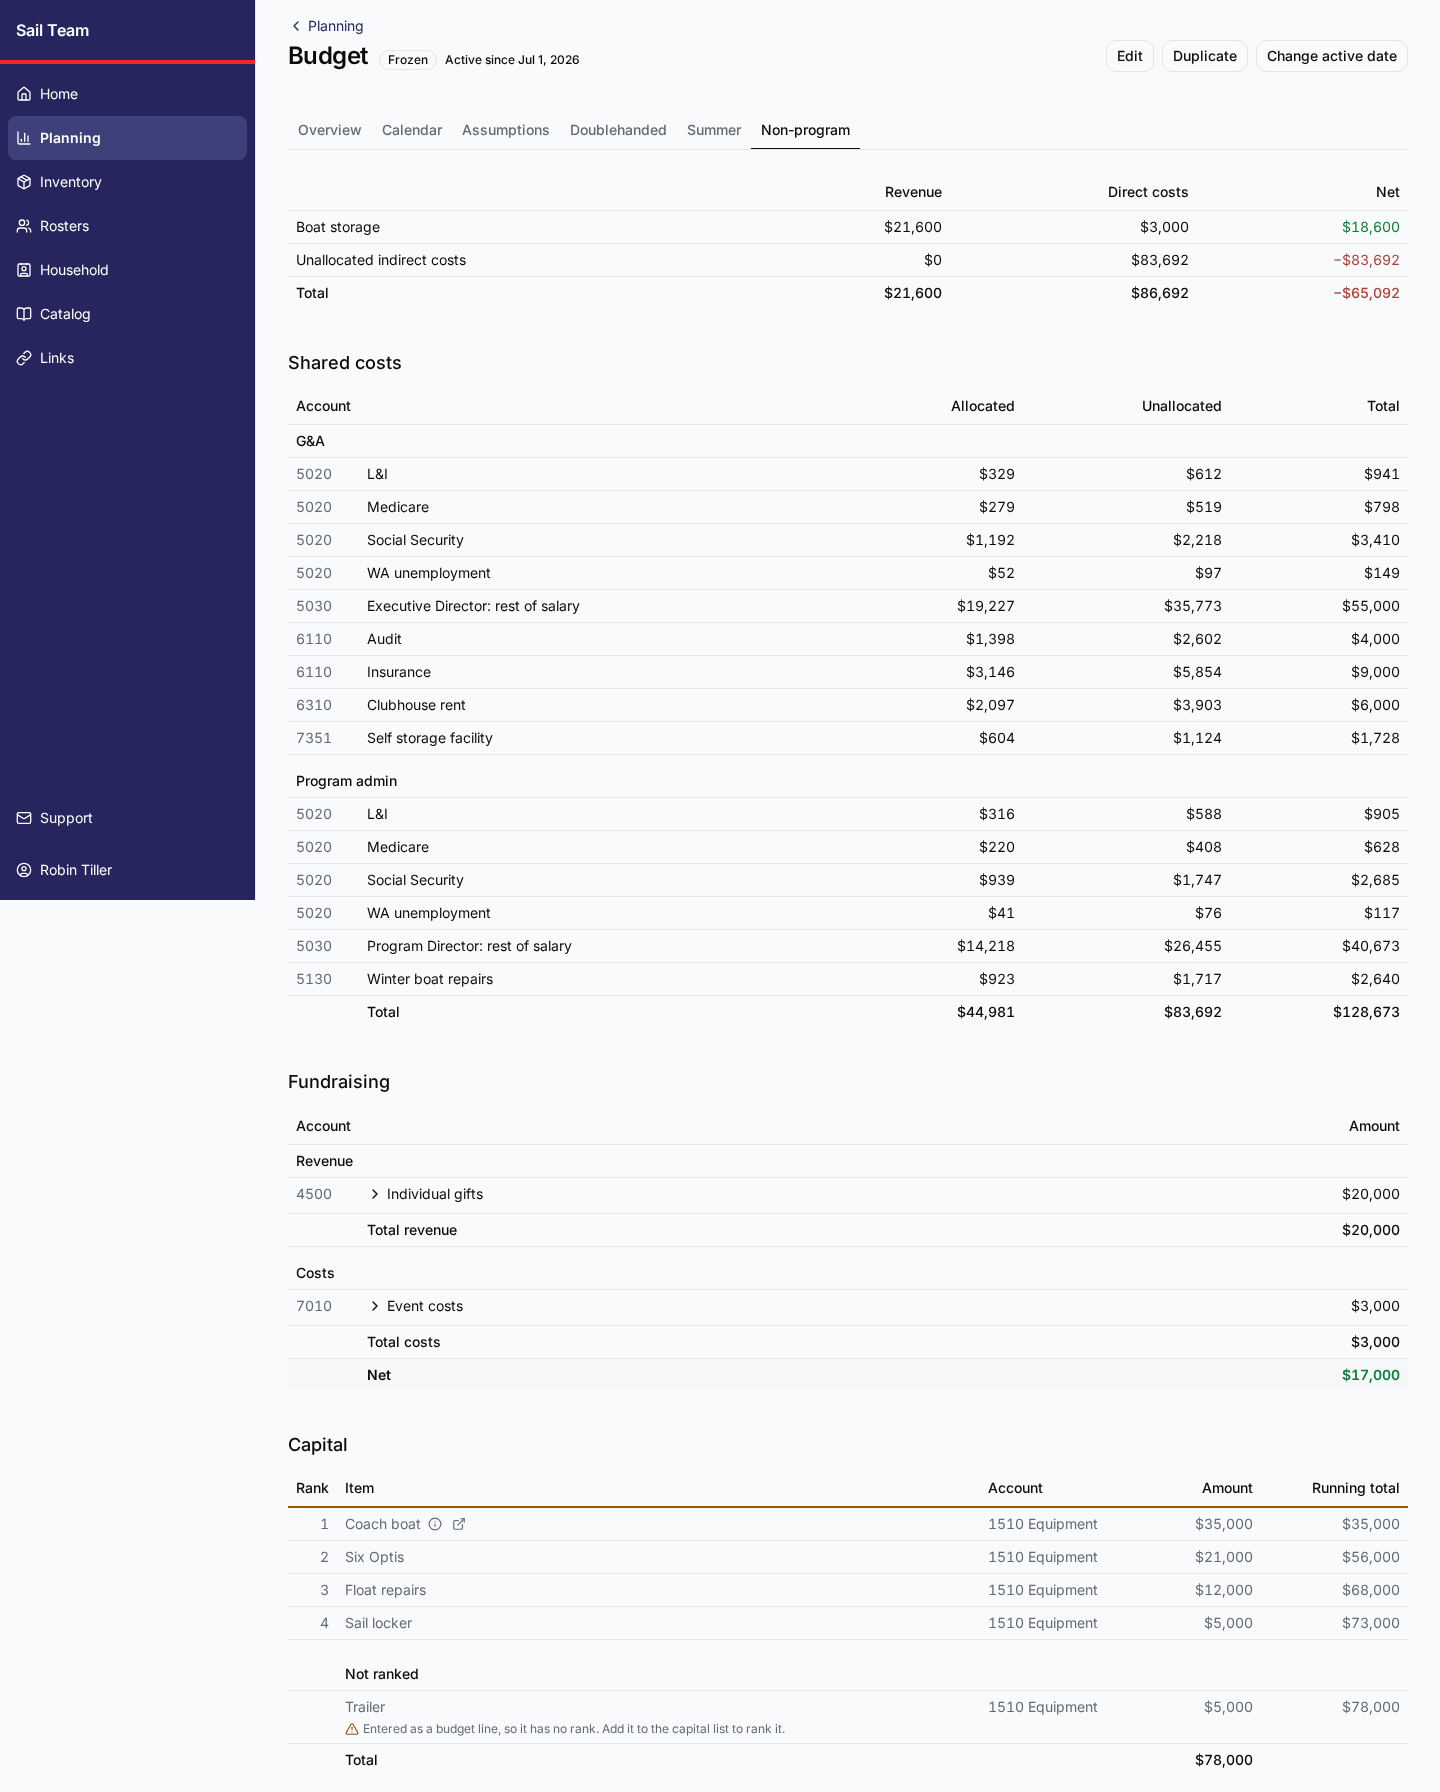 Sail Team
Home
Planning
Inventory
Rosters
Household
Catalog
Links
Support
Robin Tiller
Planning
Budget Frozen Active since Jul 1, 2026
Edit Duplicate Change active date
Overview Calendar Assumptions Doublehanded Summer Non-program
Revenue Direct costs Net
Boat storage $21,600 $3,000 $18,600
Unallocated indirect costs $0 $83,692 −$83,692
Total $21,600 $86,692 −$65,092
Shared costs
Account Allocated Unallocated Total
G&A
5020 L&I $329 $612 $941
5020 Medicare $279 $519 $798
5020 Social Security $1,192 $2,218 $3,410
5020 WA unemployment $52 $97 $149
5030 Executive Director: rest of salary $19,227 $35,773 $55,000
6110 Audit $1,398 $2,602 $4,000
6110 Insurance $3,146 $5,854 $9,000
6310 Clubhouse rent $2,097 $3,903 $6,000
7351 Self storage facility $604 $1,124 $1,728
Program admin
5020 L&I $316 $588 $905
5020 Medicare $220 $408 $628
5020 Social Security $939 $1,747 $2,685
5020 WA unemployment $41 $76 $117
5030 Program Director: rest of salary $14,218 $26,455 $40,673
5130 Winter boat repairs $923 $1,717 $2,640
Total $44,981 $83,692 $128,673
Fundraising
Account Amount
Revenue
4500 Individual gifts $20,000
Total revenue $20,000
Costs
7010 Event costs $3,000
Total costs $3,000
Net $17,000
Capital
Rank Item Account Amount Running total
1 Coach boat 1510 Equipment $35,000 $35,000
2 Six Optis 1510 Equipment $21,000 $56,000
3 Float repairs 1510 Equipment $12,000 $68,000
4 Sail locker 1510 Equipment $5,000 $73,000
Not ranked
Trailer 1510 Equipment $5,000 $78,000
Entered as a budget line, so it has no rank. Add it to the capital list to rank it.
Total $78,000